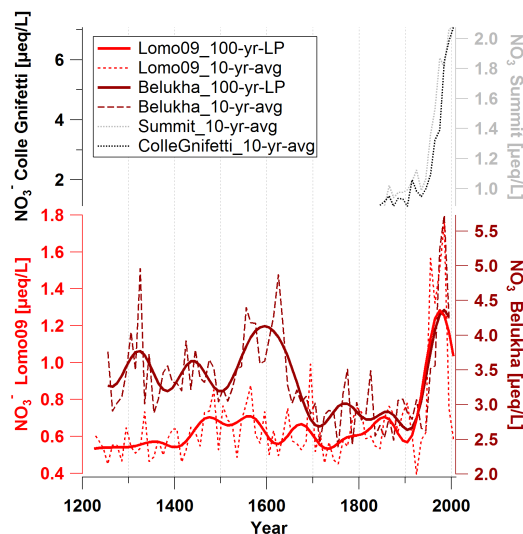 NO₃⁻ Colle Gnifetti [µeq/L]
6
4
2
Lomo09_100-yr-LP
Lomo09_10-yr-avg
Belukha_100-yr-LP
Belukha_10-yr-avg
Summit_10-yr-avg
ColleGnifetti_10-yr-avg
2.0
1.8
1.6
1.4
1.2
1.0
NO₃ Summit [µeq/L]
NO₃⁻ Lomo09 [µeq/L]
1.8
1.6
1.4
1.2
1.0
0.8
0.6
0.4
5.5
5.0
4.5
4.0
3.5
3.0
2.5
2.0
NO₃ Belukha [µeq/L]
1200 1400 1600 1800 2000
Year